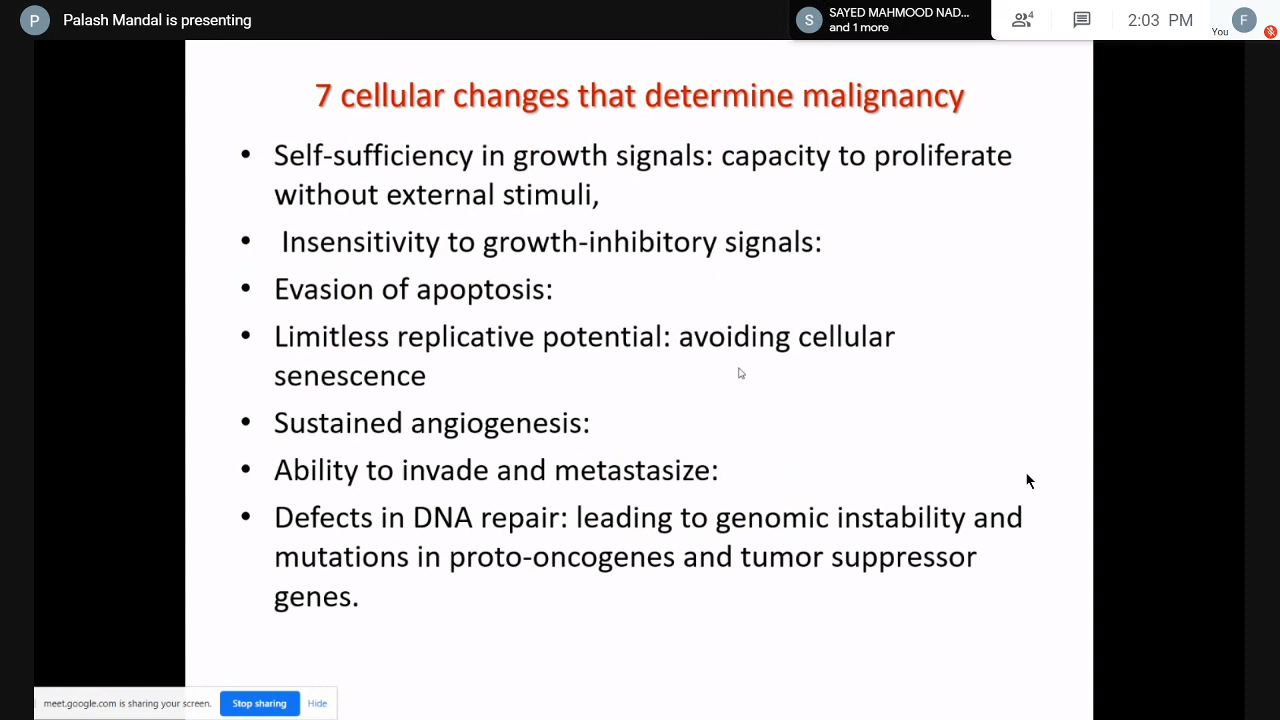 P Palash Mandal is presenting
S SAYED MAHMOOD NAD...
and 1 more
4
2:03 PM
You
F
7 cellular changes that determine malignancy
• Self-sufficiency in growth signals: capacity to proliferate
without external stimuli,
• Insensitivity to growth-inhibitory signals:
• Evasion of apoptosis:
• Limitless replicative potential: avoiding cellular
senescence
• Sustained angiogenesis:
• Ability to invade and metastasize:
• Defects in DNA repair: leading to genomic instability and
mutations in proto-oncogenes and tumor suppressor
genes.
meet.google.com is sharing your screen. Stop sharing Hide